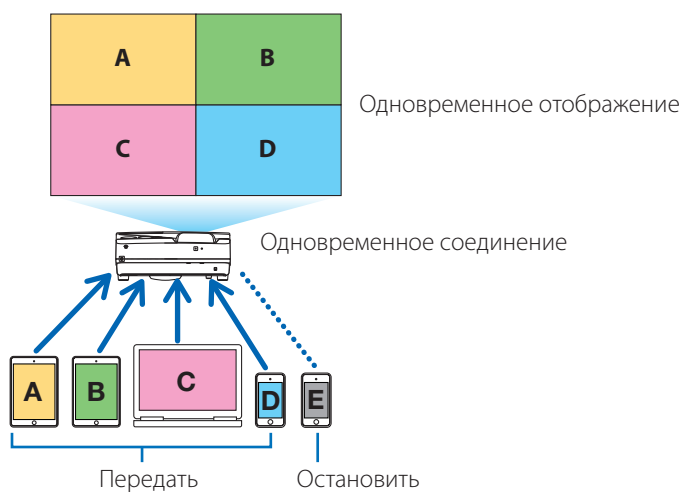 A B
Одновременное отображение
C D
Одновременное соединение
A B C D E
Передать Остановить